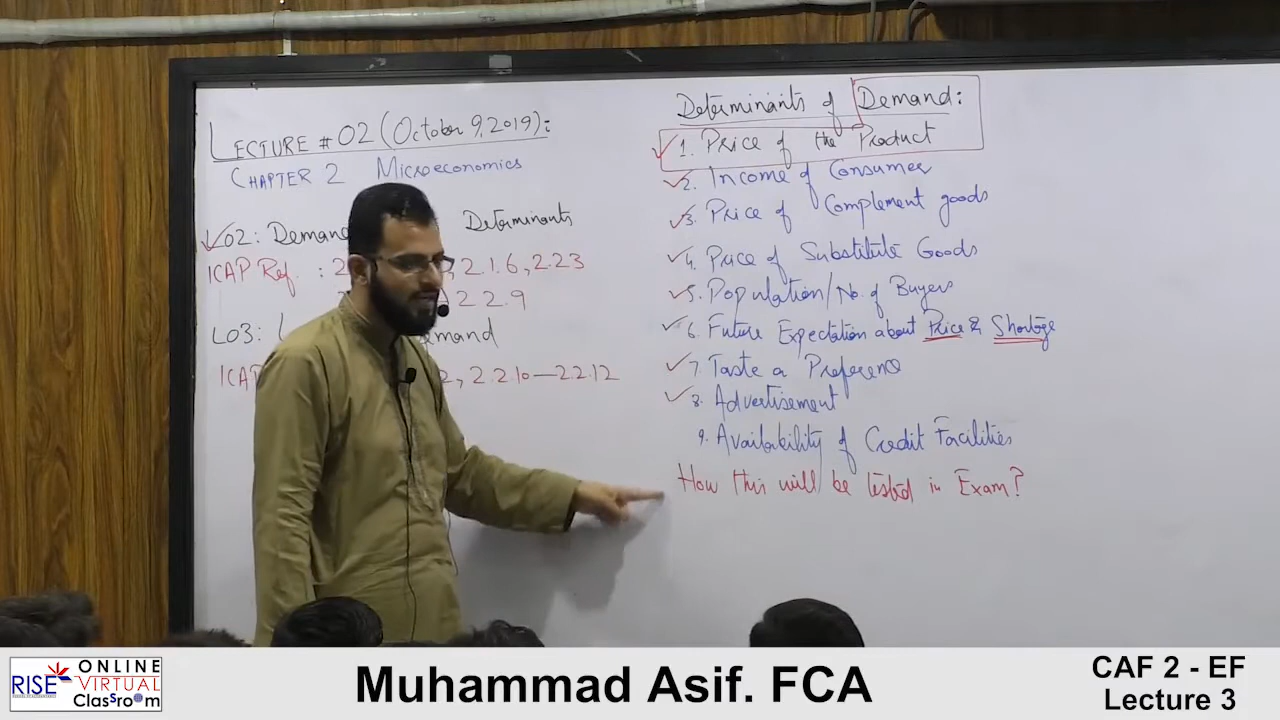 LECTURE # 02 (October 9, 2019):
CHAPTER 2 Microeconomics
LO2: Demand Determinants
ICAP Ref. : 2 , 2.1.6, 2.2.3
2.2.9
LO3: emand
ICAP 2, 2.2.10—2.2.12
Determinants of Demand:
1. Price of the Product
2. Income of Consumer
3. Price of Complement goods
4. Price of Substitute Goods
5. Population/No. of Buyers
6. Future Expectation about Price & Shortage
7. Taste a Preference
8. Advertisement
9. Availability of Credit Facilities
How this will be tested in Exam?
RISE ONLINE VIRTUAL ClassrooM
Muhammad Asif. FCA
CAF 2 - EF
Lecture 3